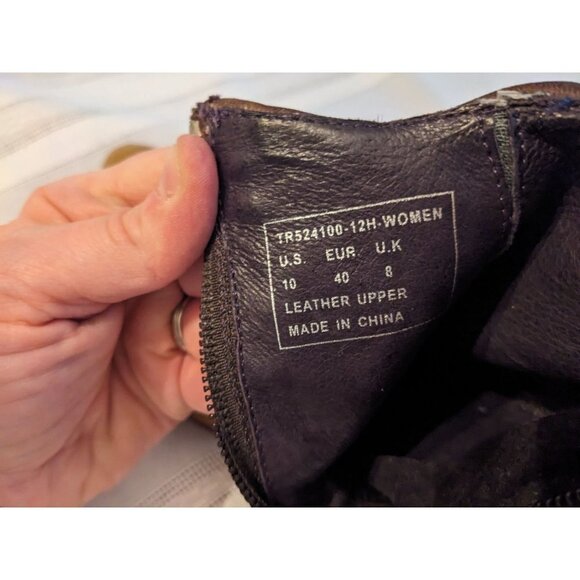 TR524100-12H-WOMEN
U.S. EUR U.K
10 40 8
LEATHER UPPER
MADE IN CHINA